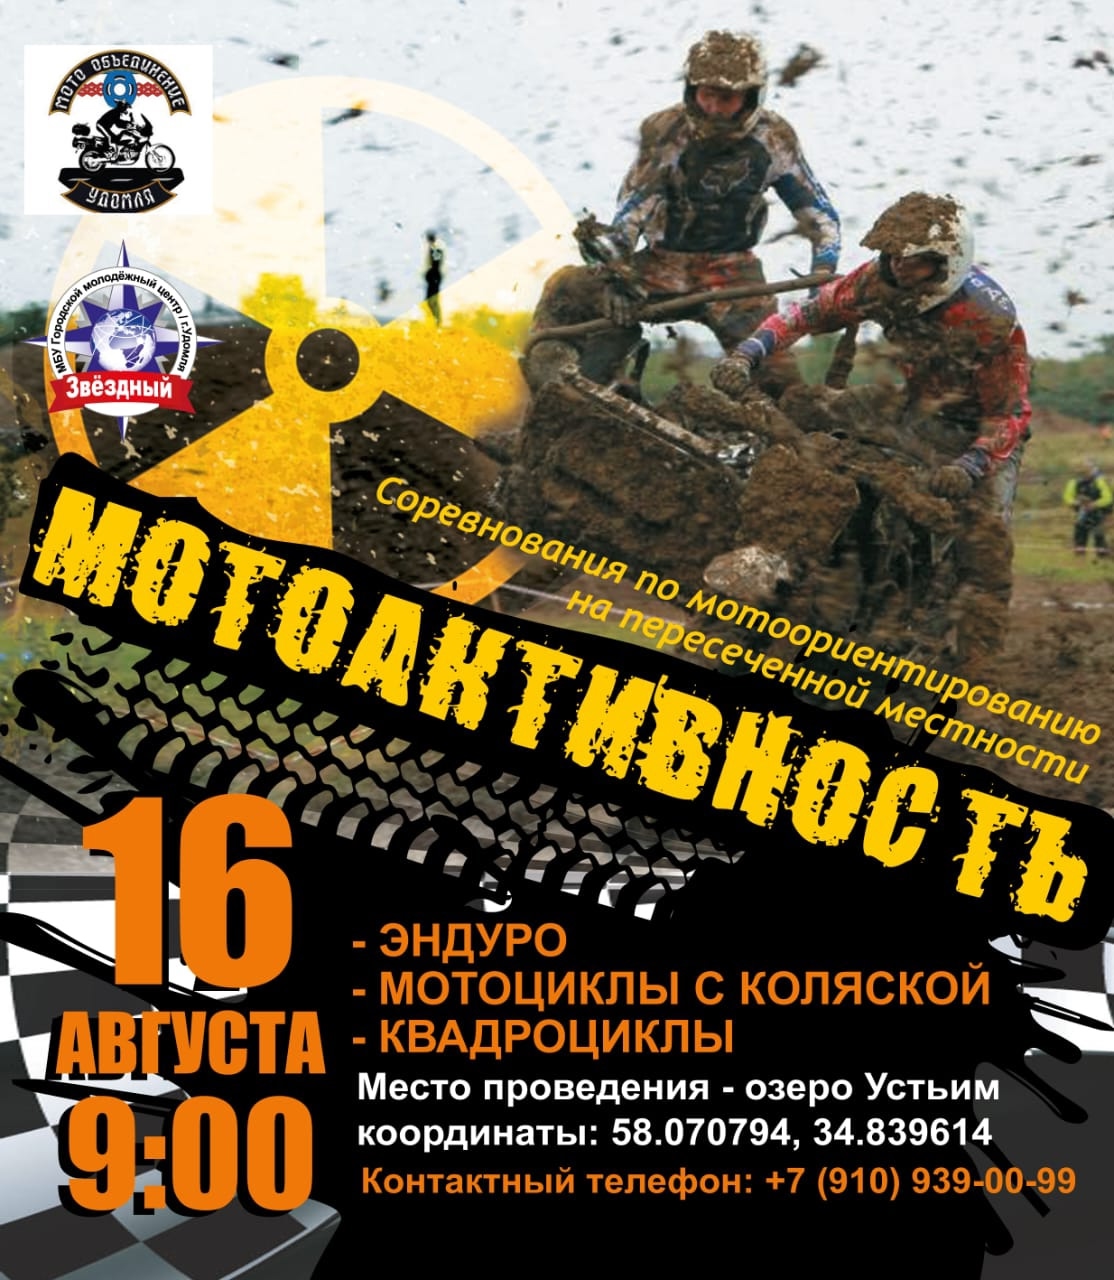 МОТО ОБЪЕДИНЕНИЕ
УДОМЛЯ
МБУ Городской молодёжный центр / г.Удомля
Звёздный
Соревнования по мотоориентированию
на пересеченной местности
МОТОАКТИВНОСТЬ
16
АВГУСТА
9:00
- ЭНДУРО
- МОТОЦИКЛЫ С КОЛЯСКОЙ
- КВАДРОЦИКЛЫ
Место проведения - озеро Устьим
координаты: 58.070794, 34.839614
Контактный телефон: +7 (910) 939-00-99